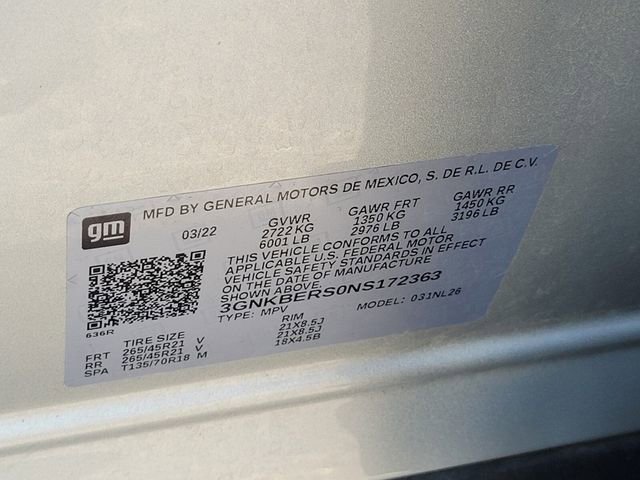 gm
MFD BY GENERAL MOTORS DE MEXICO, S. DE R.L. DE C.V.
03/22 GVWR GAWR FRT GAWR RR
2722 KG 1350 KG 1450 KG
6001 LB 2976 LB 3196 LB
THIS VEHICLE CONFORMS TO ALL
APPLICABLE U.S. FEDERAL MOTOR
VEHICLE SAFETY STANDARDS IN EFFECT
ON THE DATE OF MANUFACTURE
SHOWN ABOVE.
3GNKBERS0NS172363
TYPE: MPV MODEL: 031NL26
636R
TIRE SIZE RIM
FRT 265/45R21 V 21X8.5J
RR 265/45R21 V 21X8.5J
SPA T135/70R18 M 18X4.5B